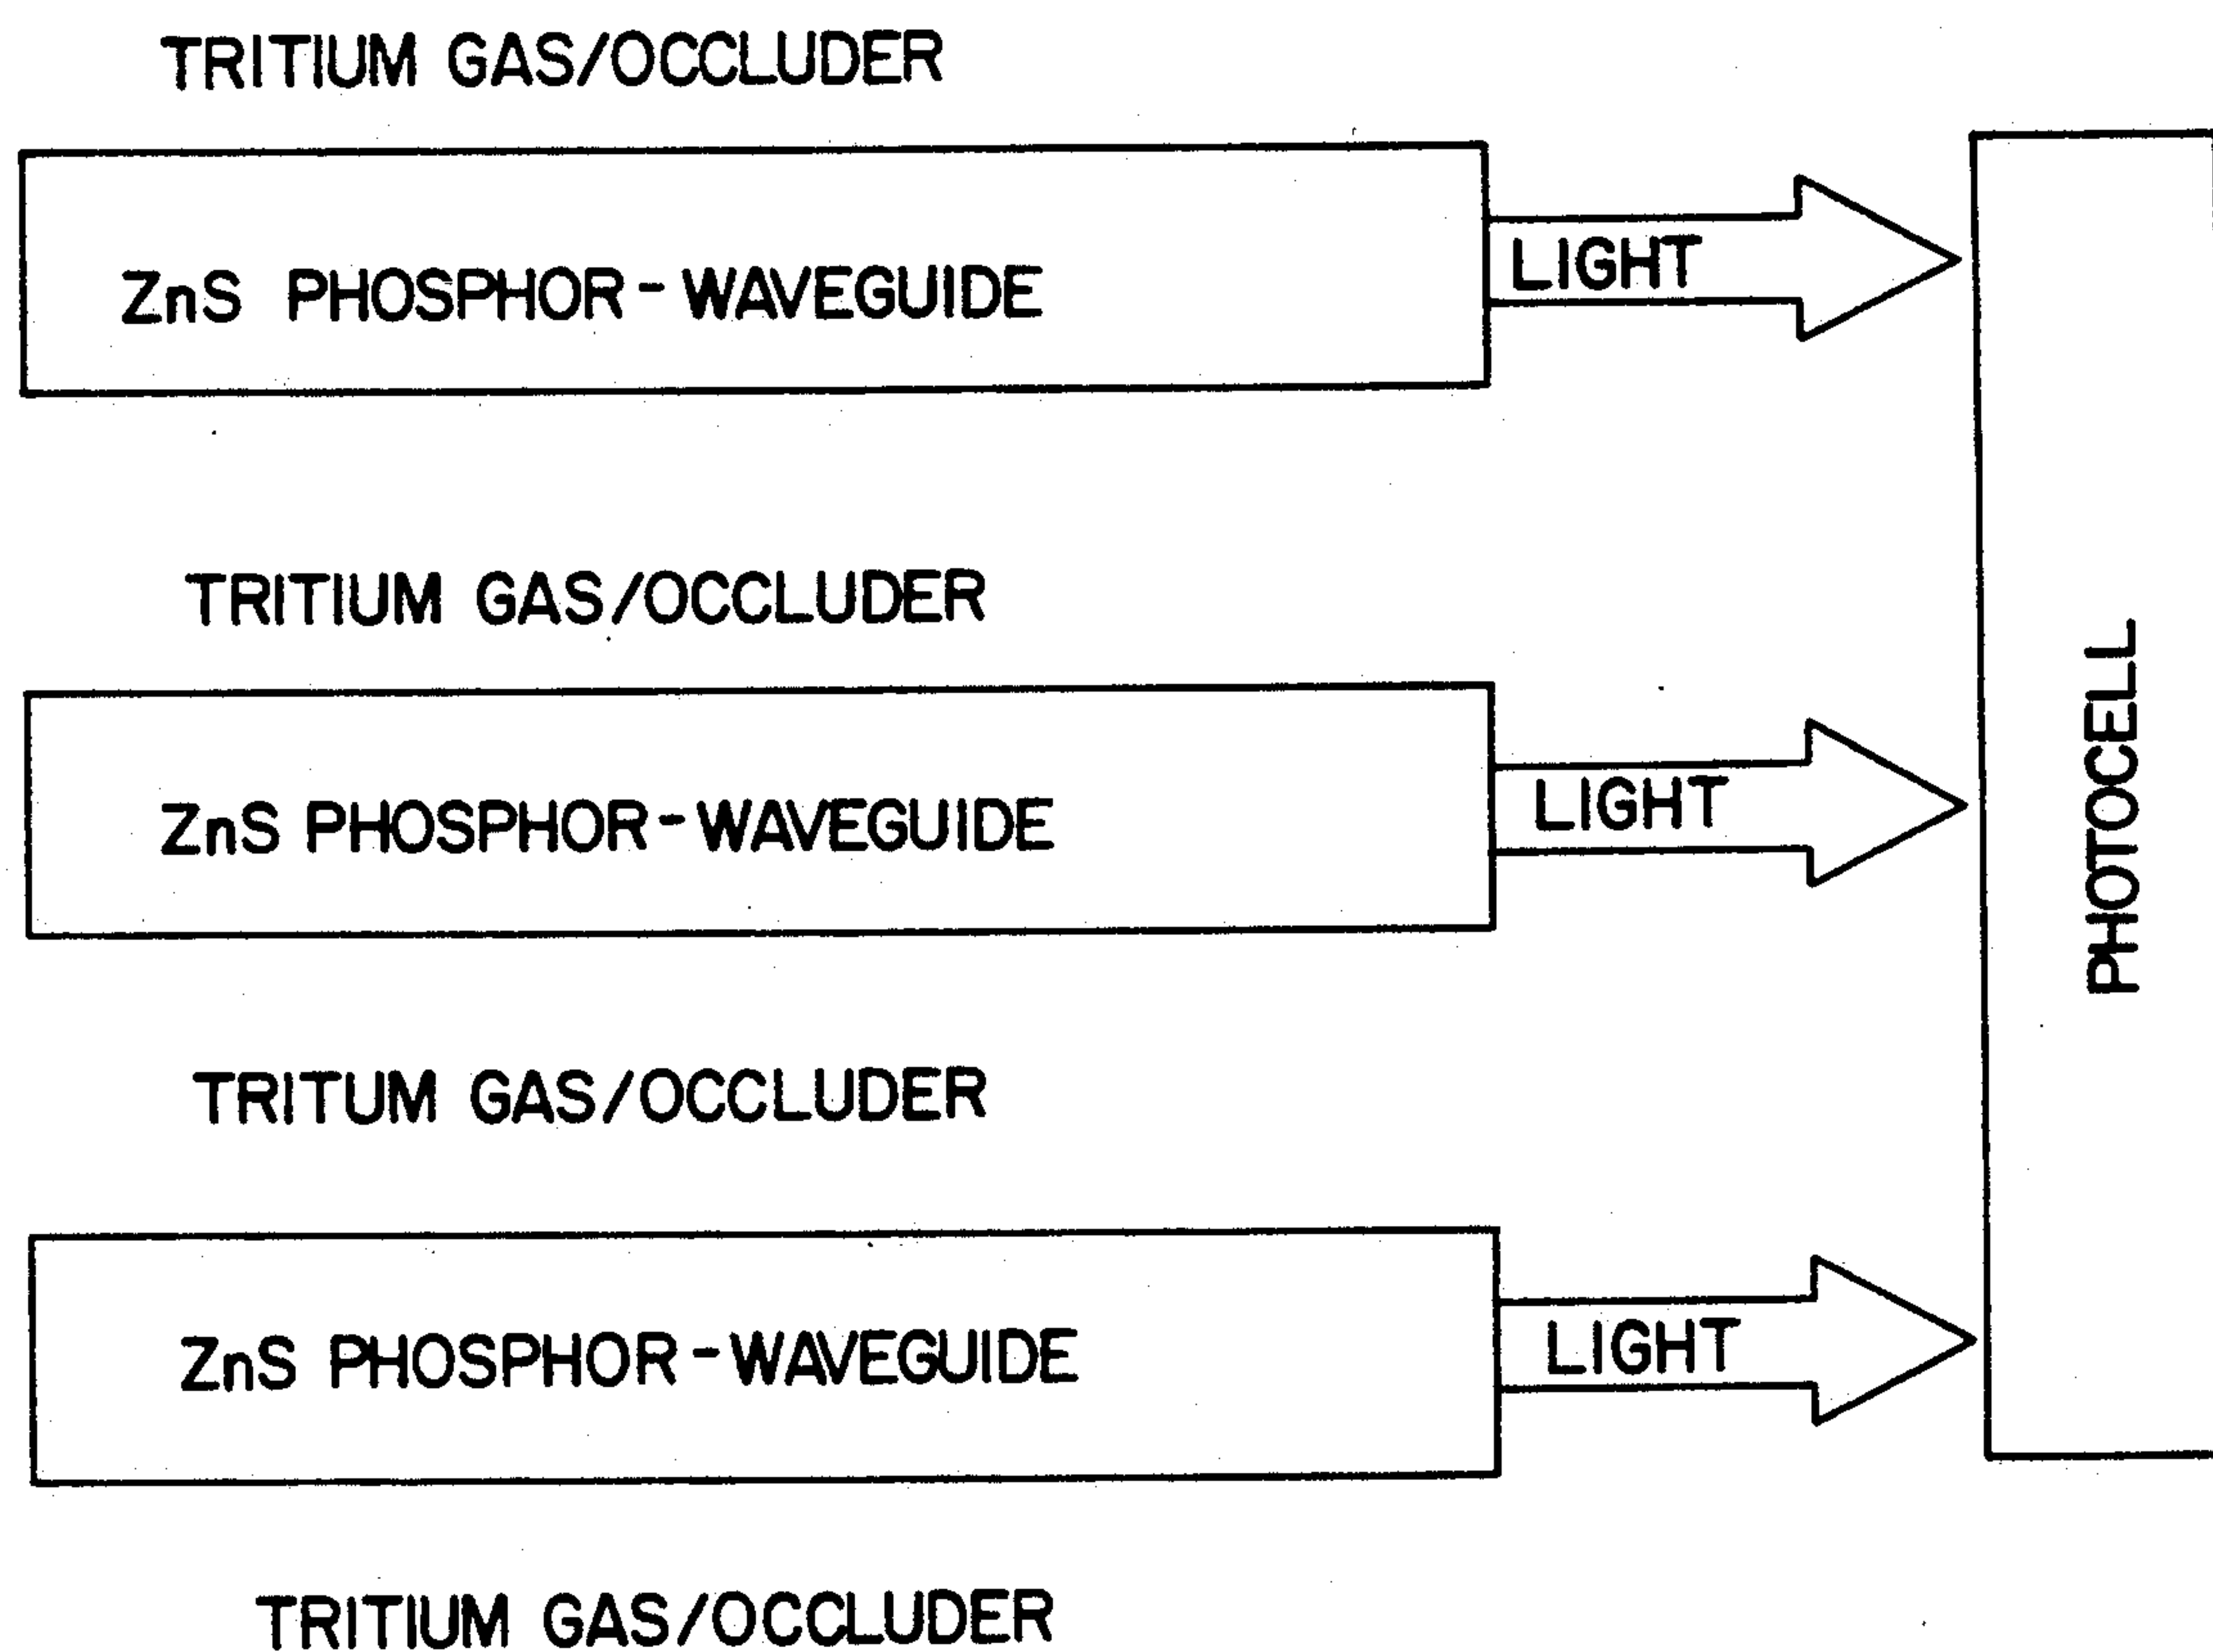 TRITIUM GAS/OCCLUDER
ZnS PHOSPHOR-WAVEGUIDE
LIGHT
TRITIUM GAS/OCCLUDER
ZnS PHOSPHOR-WAVEGUIDE
LIGHT
PHOTOCELL
TRITUM GAS/OCCLUDER
ZnS PHOSPHOR-WAVEGUIDE
LIGHT
TRITIUM GAS/OCCLUDER